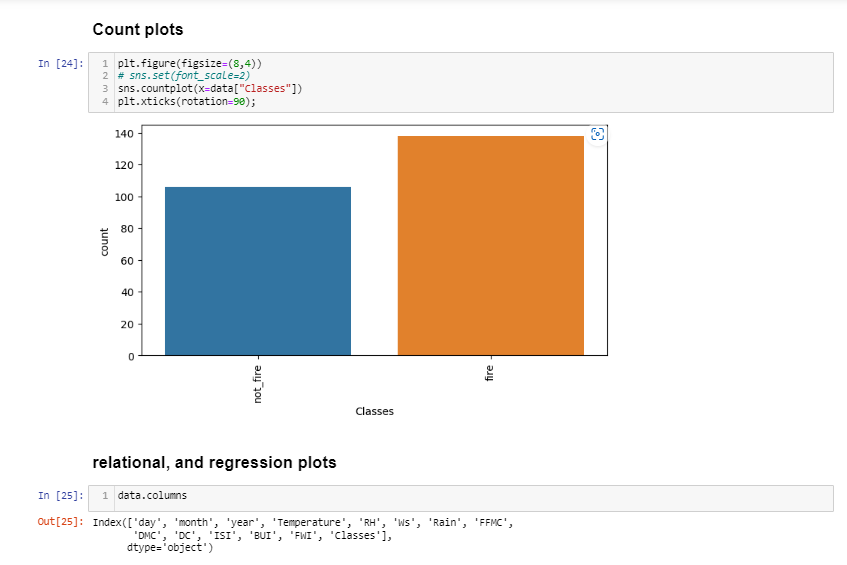 Count plots
In [24]:
1 plt.figure(figsize=(8,4))
2 # sns.set(font_scale=2)
3 sns.countplot(x=data["Classes"])
4 plt.xticks(rotation=90);
140
120
100
80
60
40
20
0
count
not_fire
fire
Classes
relational, and regression plots
In [25]:
1 data.columns
Out[25]: Index(['day', 'month', 'year', 'Temperature', 'RH', 'Ws', 'Rain', 'FFMC',
'DMC', 'DC', 'ISI', 'BUI', 'FWI', 'Classes'],
dtype='object')